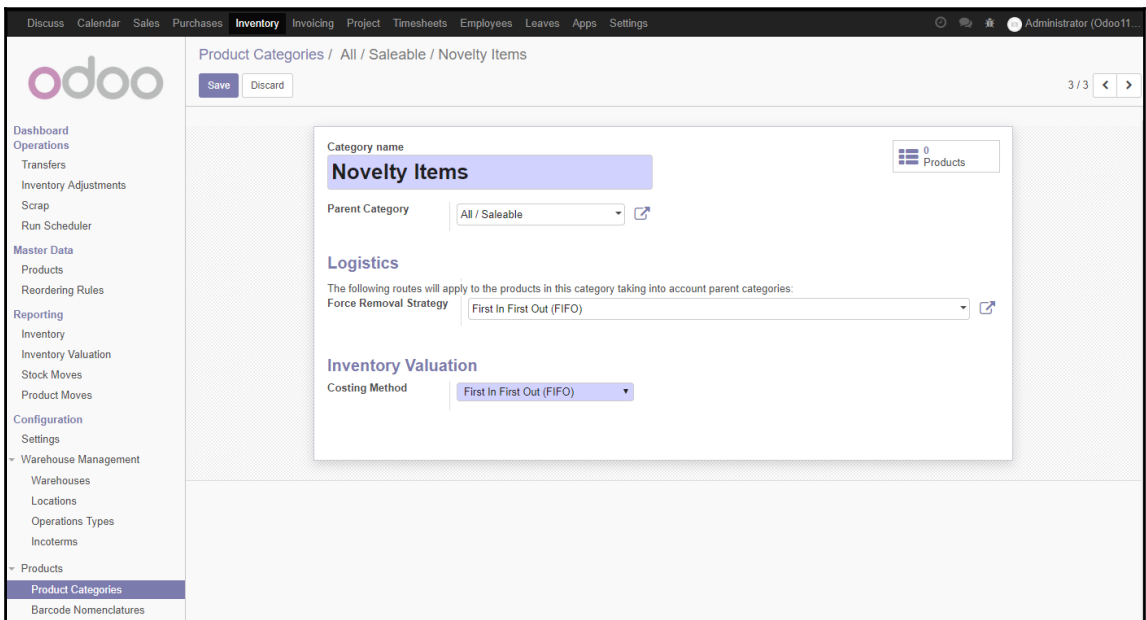 Discuss Calendar Sales Purchases Inventory Invoicing Project Timesheets Employees Leaves Apps Settings Administrator (Odoo11...
odoo
Product Categories / All / Saleable / Novelty Items
Save Discard 3 / 3
Dashboard
Operations
Transfers
Inventory Adjustments
Scrap
Run Scheduler
Master Data
Products
Reordering Rules
Reporting
Inventory
Inventory Valuation
Stock Moves
Product Moves
Configuration
Settings
Warehouse Management
Warehouses
Locations
Operations Types
Incoterms
Products
Product Categories
Barcode Nomenclatures
Category name
Novelty Items
0
Products
Parent Category All / Saleable
Logistics
The following routes will apply to the products in this category taking into account parent categories:
Force Removal Strategy First In First Out (FIFO)
Inventory Valuation
Costing Method First In First Out (FIFO)